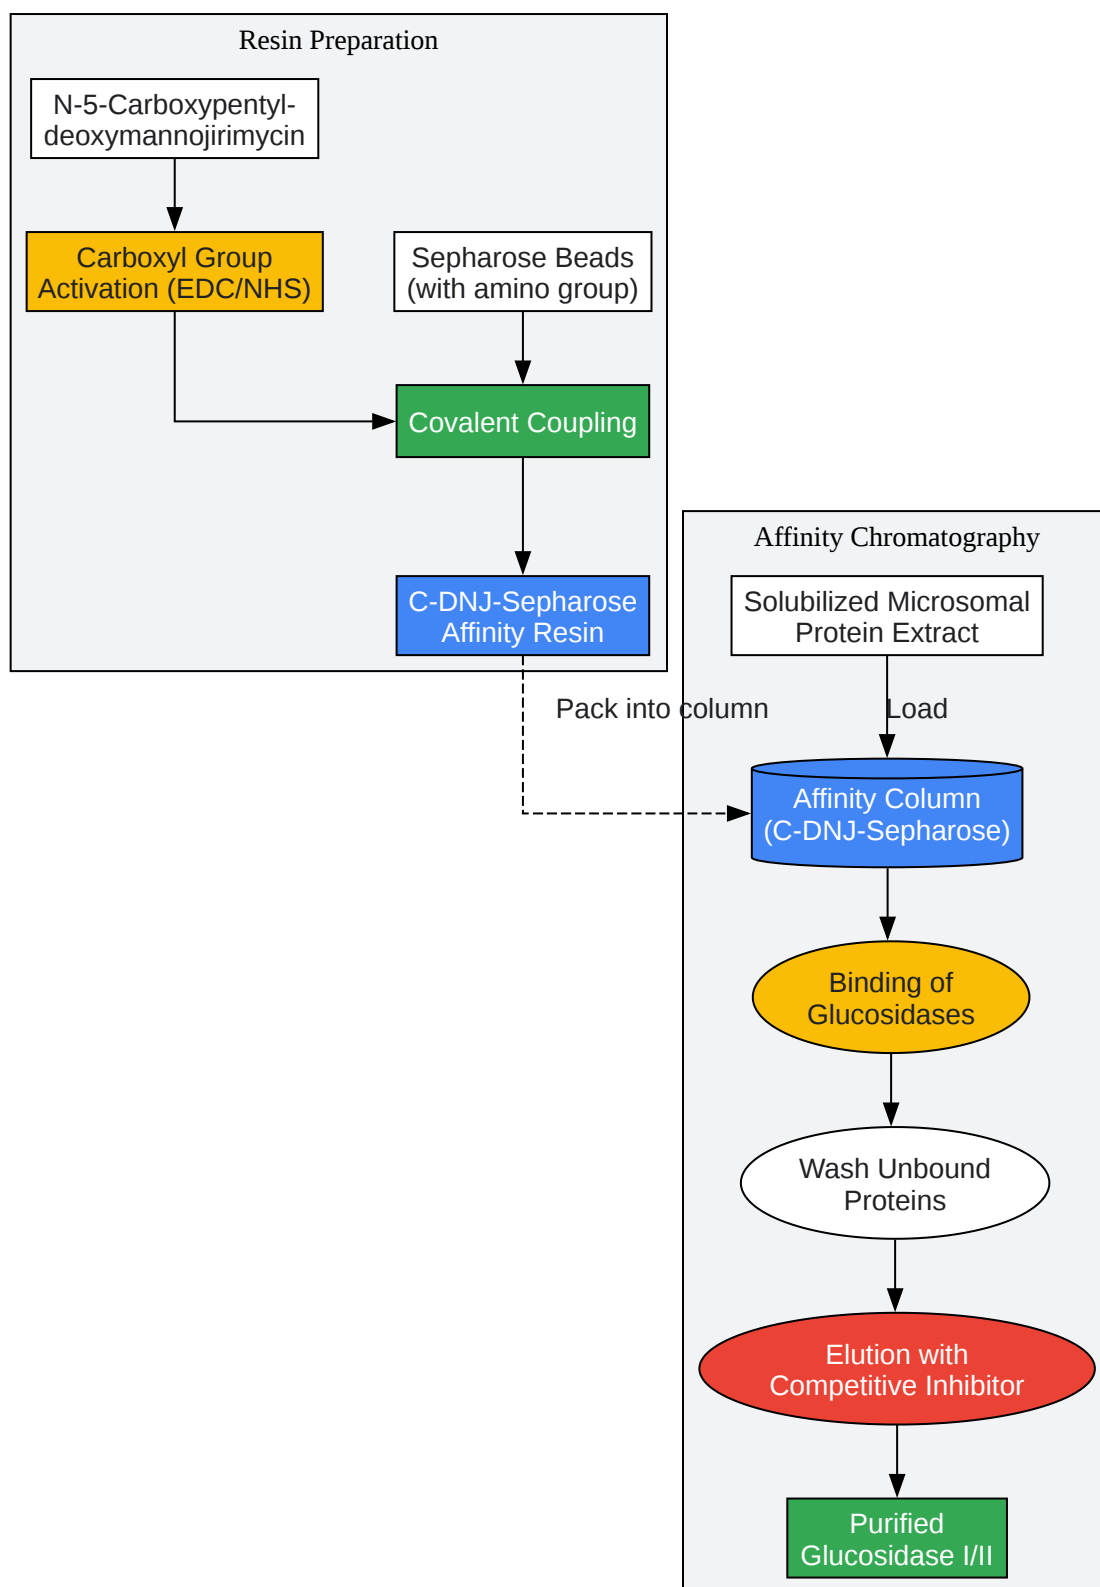 Resin Preparation
N-5-Carboxypentyl-
deoxymannojirimycin
Carboxyl Group
Activation (EDC/NHS)
Sepharose Beads
(with amino group)
Covalent Coupling
C-DNJ-Sepharose
Affinity Resin
Pack into column
Affinity Chromatography
Solubilized Microsomal
Protein Extract
Load
Affinity Column
(C-DNJ-Sepharose)
Binding of
Glucosidases
Wash Unbound
Proteins
Elution with
Competitive Inhibitor
Purified
Glucosidase I/II